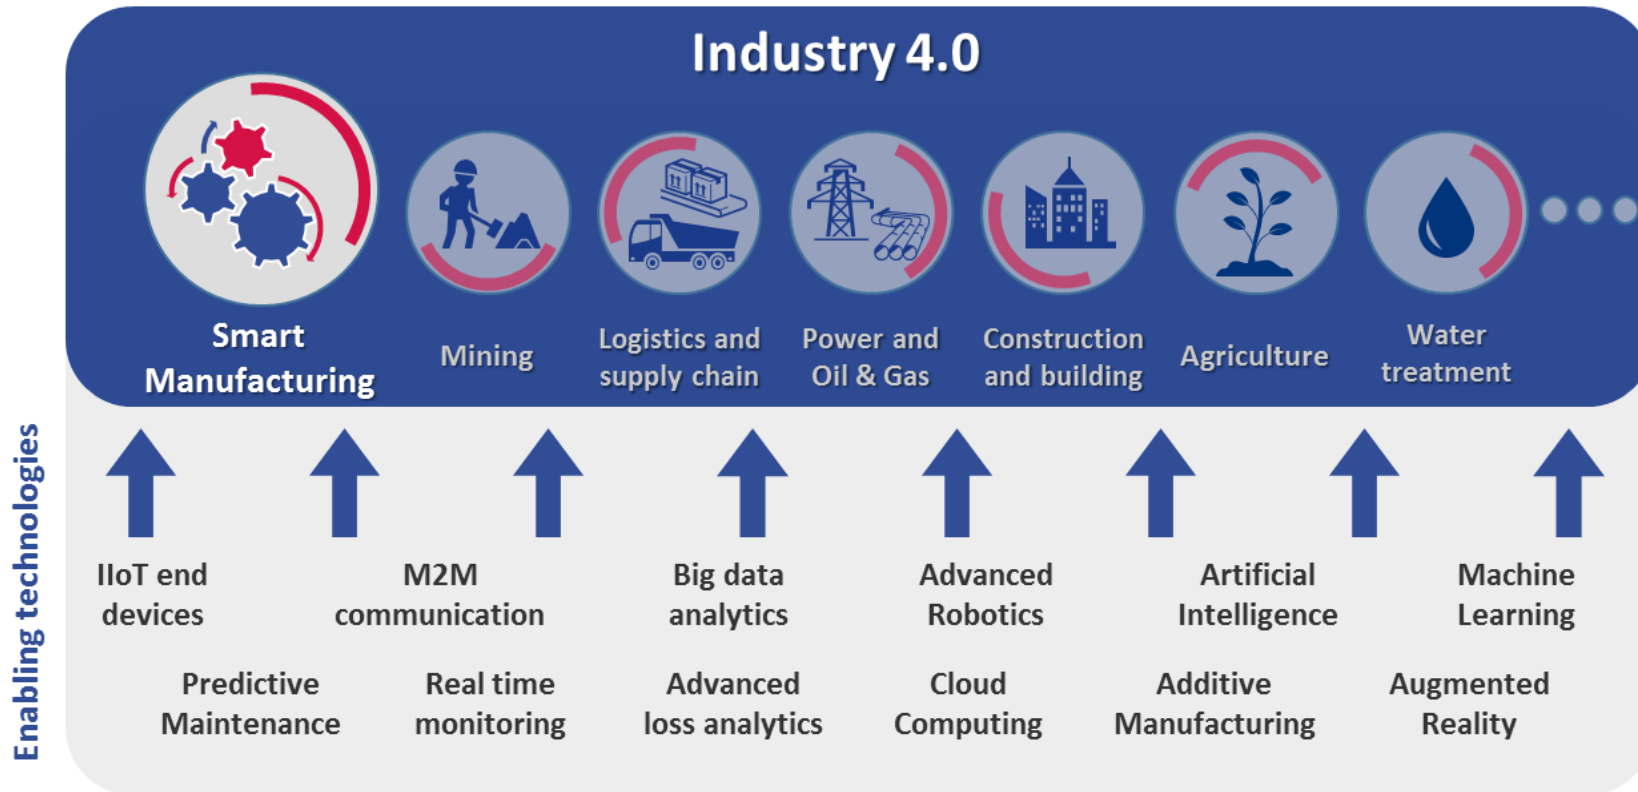 Industry 4.0
Smart
Manufacturing
Mining
Logistics and
supply chain
Power and
Oil & Gas
Construction
and building
Agriculture
Water
treatment
Enabling technologies
IIoT end
devices
M2M
communication
Big data
analytics
Advanced
Robotics
Artificial
Intelligence
Machine
Learning
Predictive
Maintenance
Real time
monitoring
Advanced
loss analytics
Cloud
Computing
Additive
Manufacturing
Augmented
Reality